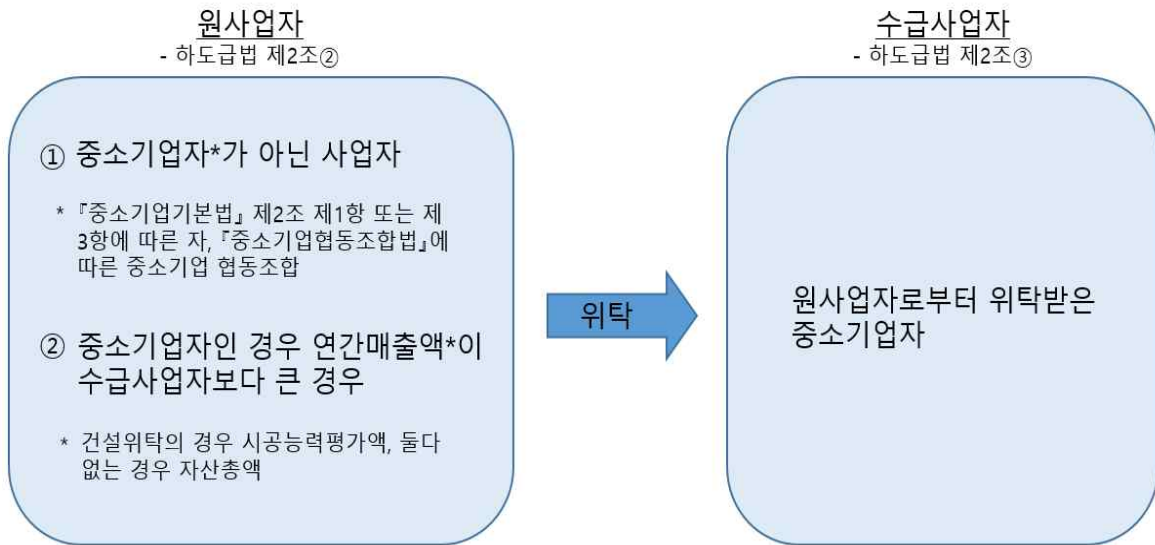 원사업자
- 하도급법 제2조②
① 중소기업자*가 아닌 사업자
* 『중소기업기본법』 제2조 제1항 또는 제
3항에 따른 자, 『중소기업협동조합법』에
따른 중소기업 협동조합
② 중소기업자인 경우 연간매출액*이
수급사업자보다 큰 경우
* 건설위탁의 경우 시공능력평가액, 둘다
없는 경우 자산총액
위탁
수급사업자
- 하도급법 제2조③
원사업자로부터 위탁받은
중소기업자